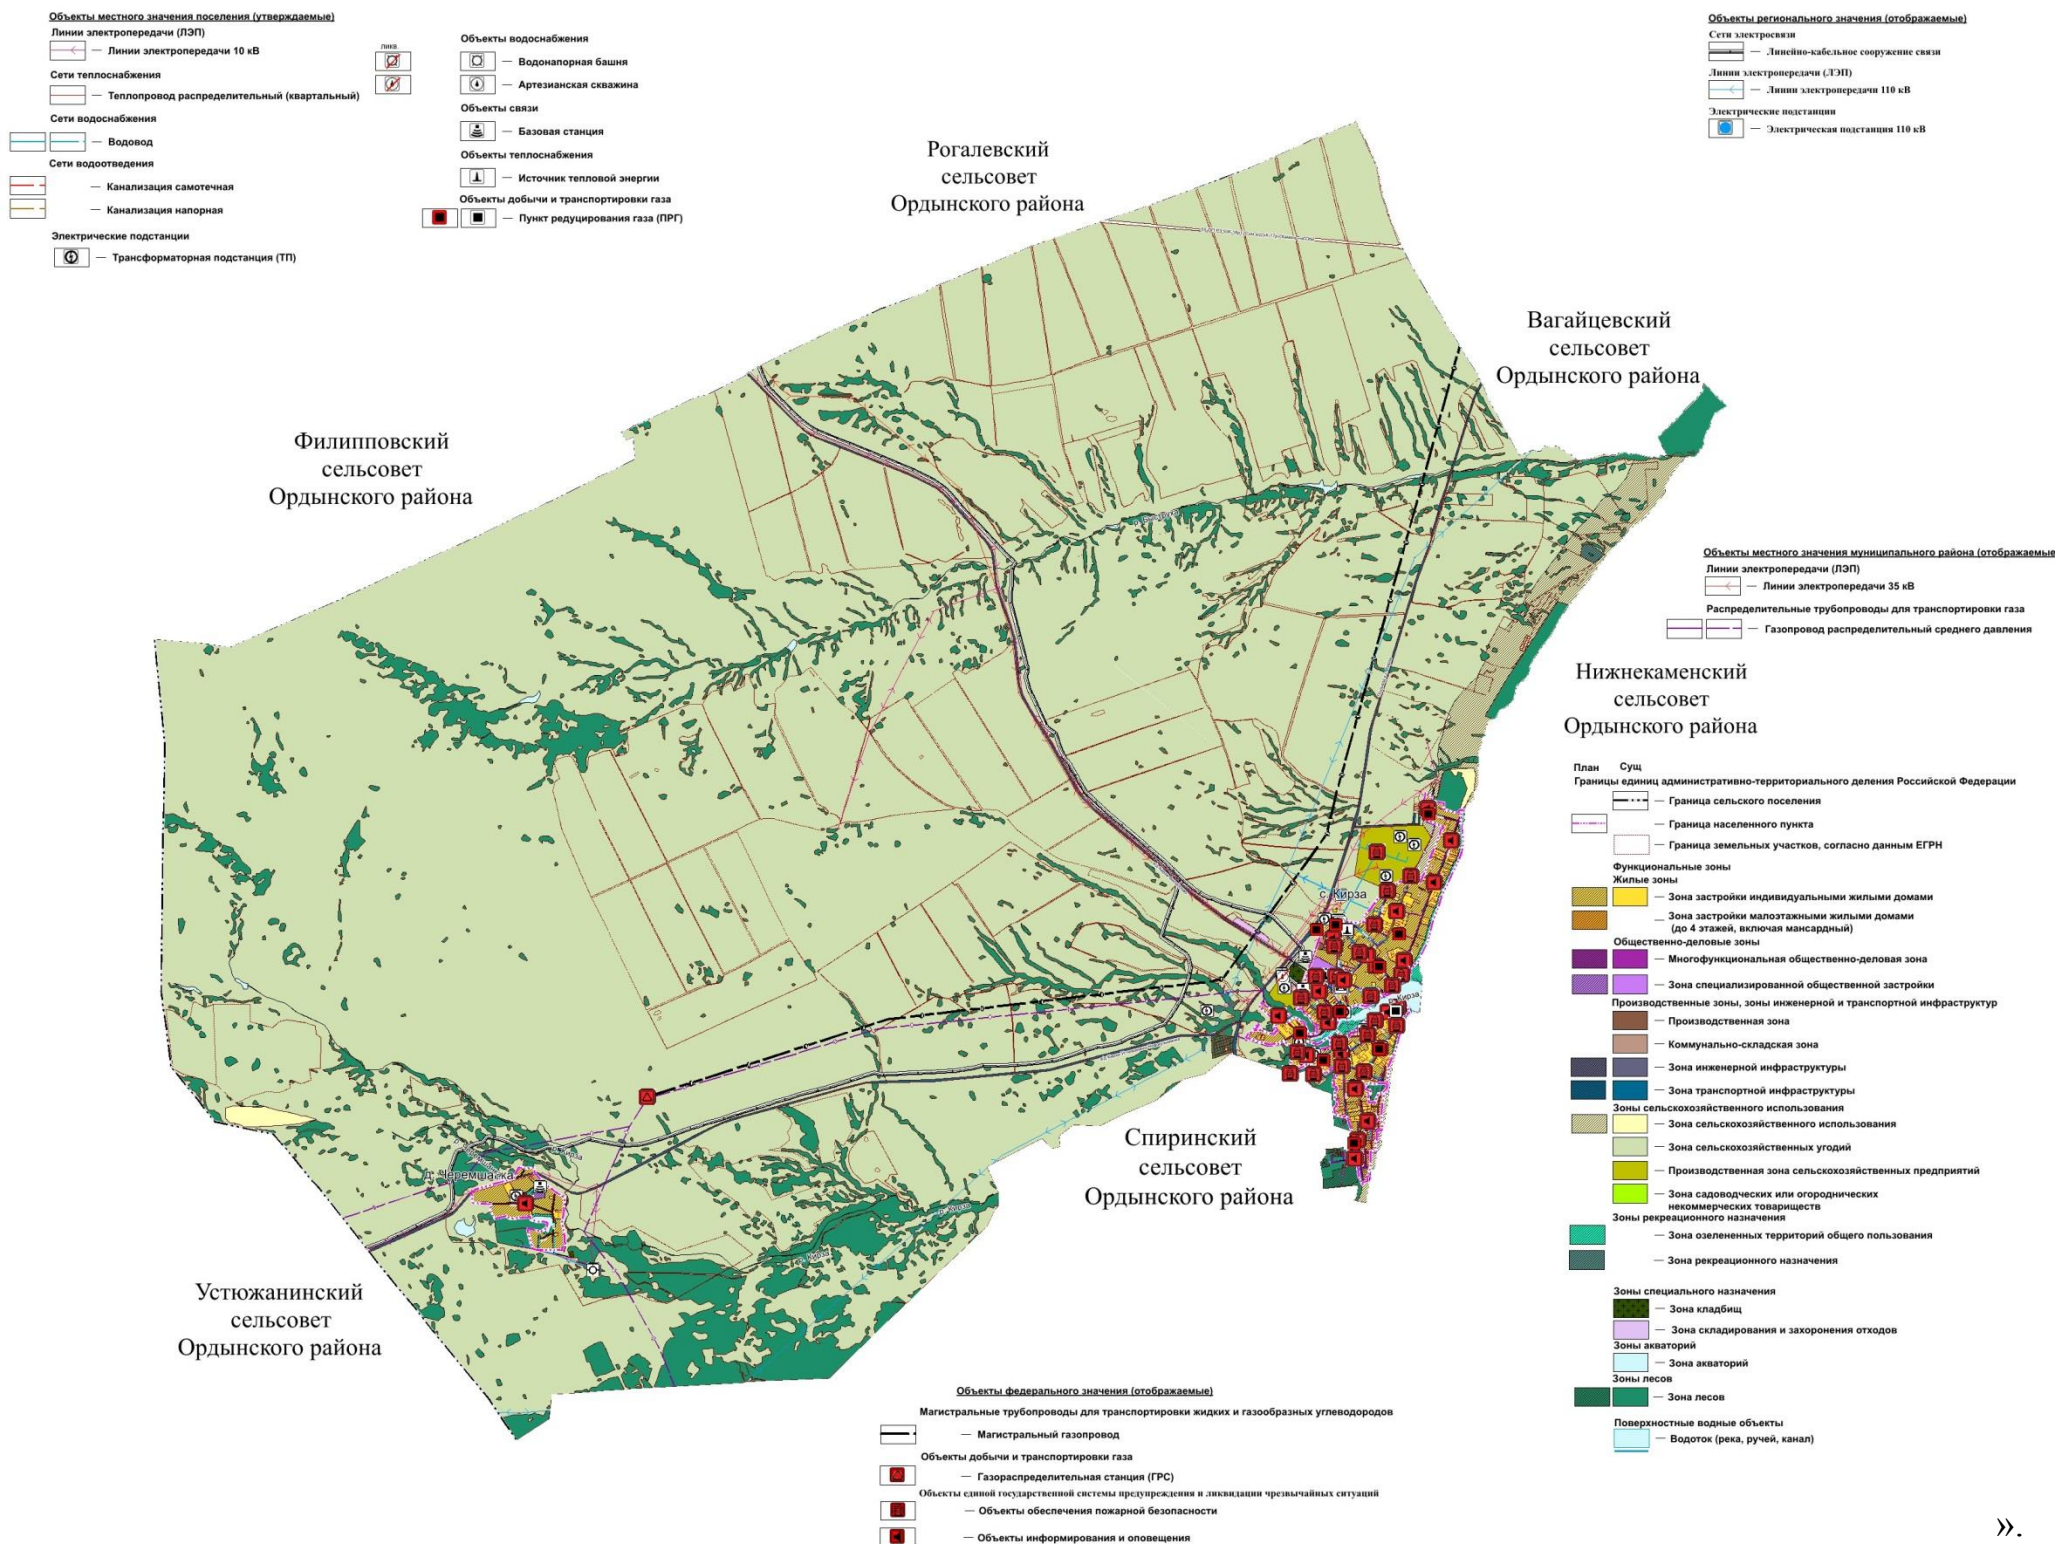 Объекты местного значения поселения (утверждаемые)
Линии электропередачи (ЛЭП)
— Линии электропередачи 10 кВ
Сети теплоснабжения
— Теплопровод распределительный (квартальный)
Сети водоснабжения
— Водовод
Сети водоотведения
— Канализация самотечная
— Канализация напорная
Электрические подстанции
— Трансформаторная подстанция (ТП)
ликв.
Объекты водоснабжения
— Водонапорная башня
— Артезианская скважина
Объекты связи
— Базовая станция
Объекты теплоснабжения
— Источник тепловой энергии
Объекты добычи и транспортировки газа
— Пункт редуцирования газа (ПРГ)
Объекты регионального значения (отображаемые)
Сети электросвязи
— Линейно-кабельное сооружение связи
Линии электропередачи (ЛЭП)
— Линии электропередачи 110 кВ
Электрические подстанции
— Электрическая подстанция 110 кВ
Рогалевский
сельсовет
Ордынского района
Вагайцевский
сельсовет
Ордынского района
Филипповский
сельсовет
Ордынского района
Объекты местного значения муниципального района (отображаемые
Линии электропередачи (ЛЭП)
— Линии электропередачи 35 кВ
Распределительные трубопроводы для транспортировки газа
— Газопровод распределительный среднего давления
Нижнекаменский
сельсовет
Ордынского района
План Сущ
Границы единиц административно-территориального деления Российской Федерации
— Граница сельского поселения
— Граница населенного пункта
— Граница земельных участков, согласно данным ЕГРН
Функциональные зоны
Жилые зоны
— Зона застройки индивидуальными жилыми домами
— Зона застройки малоэтажными жилыми домами
(до 4 этажей, включая мансардный)
Общественно-деловые зоны
— Многофункциональная общественно-деловая зона
— Зона специализированной общественной застройки
Производственные зоны, зоны инженерной и транспортной инфраструктур
— Производственная зона
— Коммунально-складская зона
— Зона инженерной инфраструктуры
— Зона транспортной инфраструктуры
Зоны сельскохозяйственного использования
— Зона сельскохозяйственного использования
— Зона сельскохозяйственных угодий
— Производственная зона сельскохозяйственных предприятий
— Зона садоводческих или огороднических
некоммерческих товариществ
Зоны рекреационного назначения
— Зона озелененных территорий общего пользования
— Зона рекреационного назначения
Зоны специального назначения
— Зона кладбищ
— Зона складирования и захоронения отходов
Зоны акваторий
— Зона акваторий
Зоны лесов
— Зона лесов
Поверхностные водные объекты
— Водоток (река, ручей, канал)
с. Кирза
р. Кирза
д. Черемшанка
р. Кирза
р. Кирза
р. Кирза
Спиринский
сельсовет
Ордынского района
Устюжанинский
сельсовет
Ордынского района
Объекты федерального значения (отображаемые)
Магистральные трубопроводы для транспортировки жидких и газообразных углеводородов
— Магистральный газопровод
Объекты добычи и транспортировки газа
— Газораспределительная станция (ГРС)
Объекты единой государственной системы предупреждения и ликвидации чрезвычайных ситуаций
— Объекты обеспечения пожарной безопасности
— Объекты информирования и оповещения
».